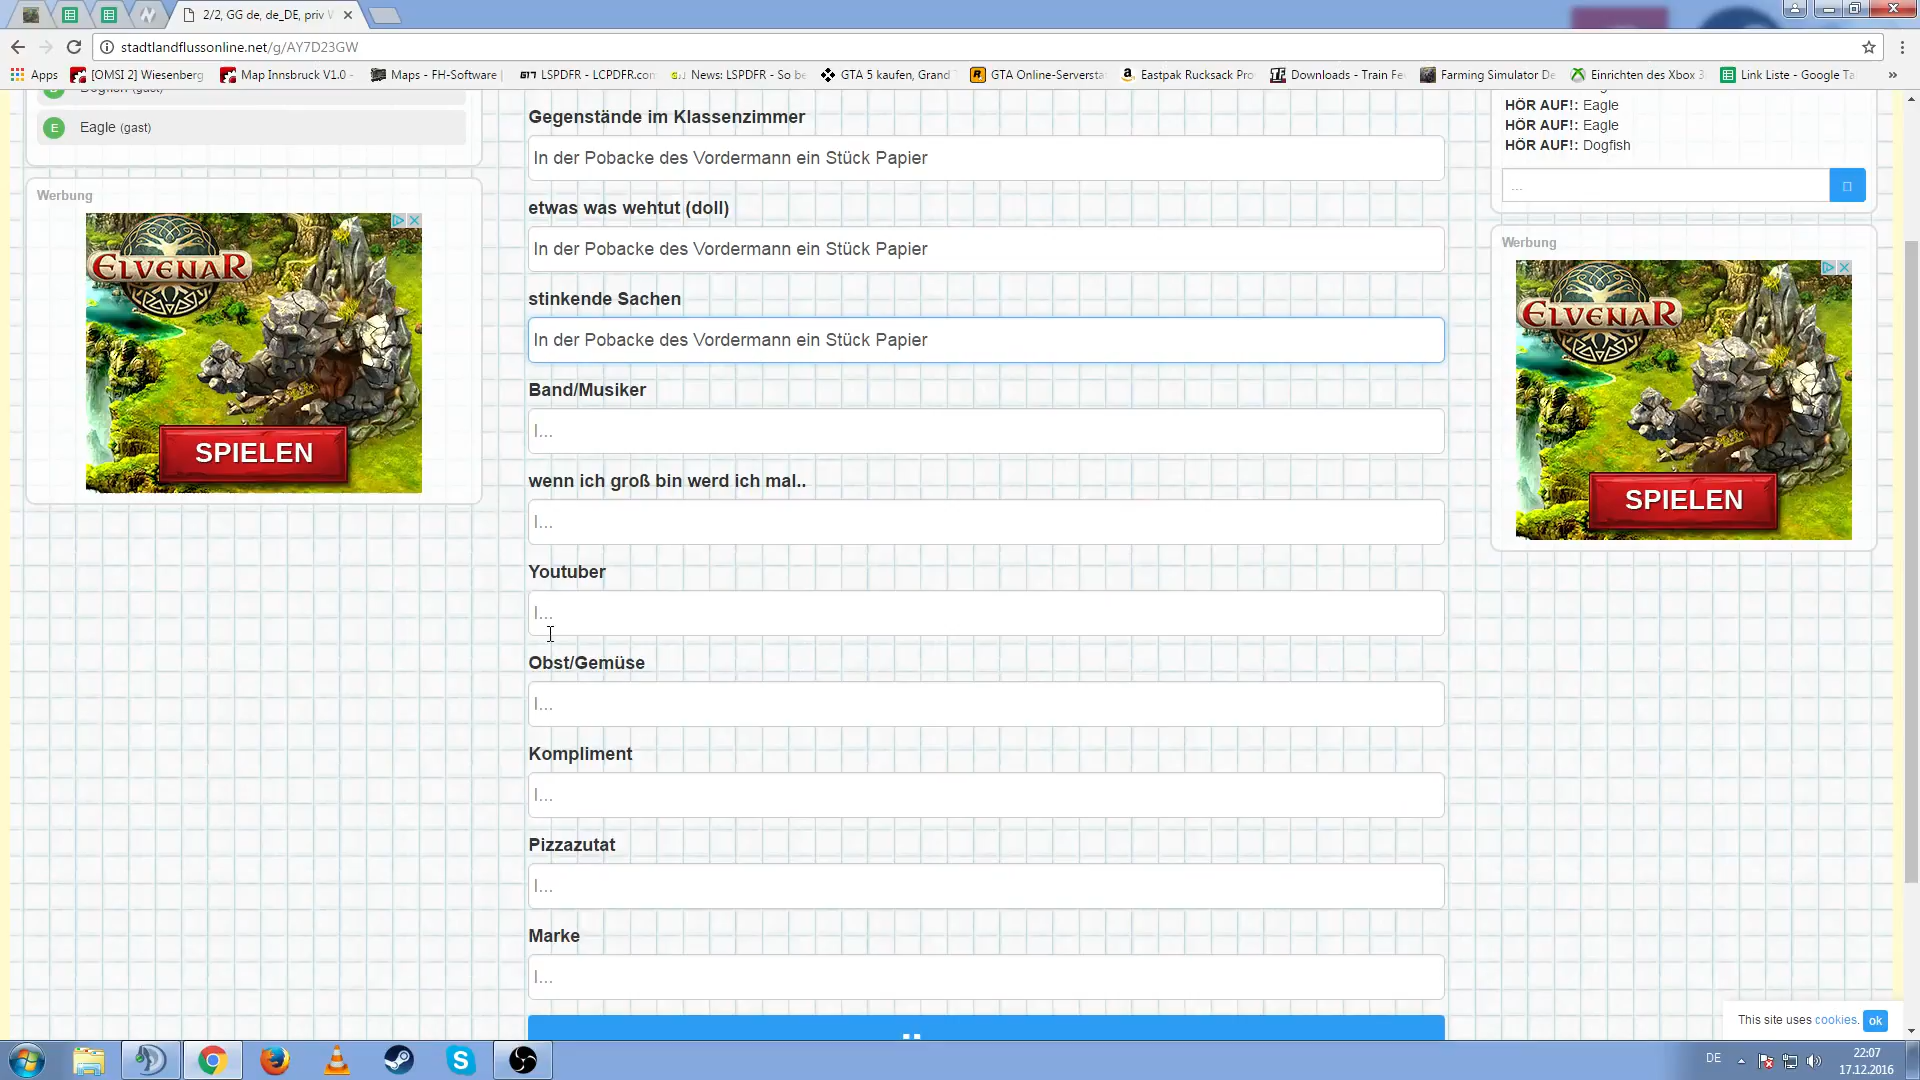 2/2, GG de, de_DE, priv
stadtlandflussonline.net/g/AY7D23GW
Apps
[OMSI 2] Wiesenberg
Map Innsbruck V1.0 -
Maps - FH-Software
LSPDFR - LCPDFR.com
News: LSPDFR - So be
GTA 5 kaufen, Grand
GTA Online-Serversta
Eastpak Rucksack Pro
Downloads - Train Fe
Farming Simulator De
Einrichten des Xbox 3
Link Liste - Google Ta
»
E Eagle (gast)
Werbung
ELVENAR
SPIELEN
Gegenstände im Klassenzimmer
In der Pobacke des Vordermann ein Stück Papier
etwas was wehtut (doll)
In der Pobacke des Vordermann ein Stück Papier
stinkende Sachen
In der Pobacke des Vordermann ein Stück Papier
Band/Musiker
I...
wenn ich groß bin werd ich mal..
I...
Youtuber
I...
Obst/Gemüse
I...
Kompliment
I...
Pizzazutat
I...
Marke
I...
HÖR AUF!: Eagle
HÖR AUF!: Eagle
HÖR AUF!: Dogfish
...
Werbung
ELVENAR
SPIELEN
This site uses cookies. ok
DE
22:07
17.12.2016